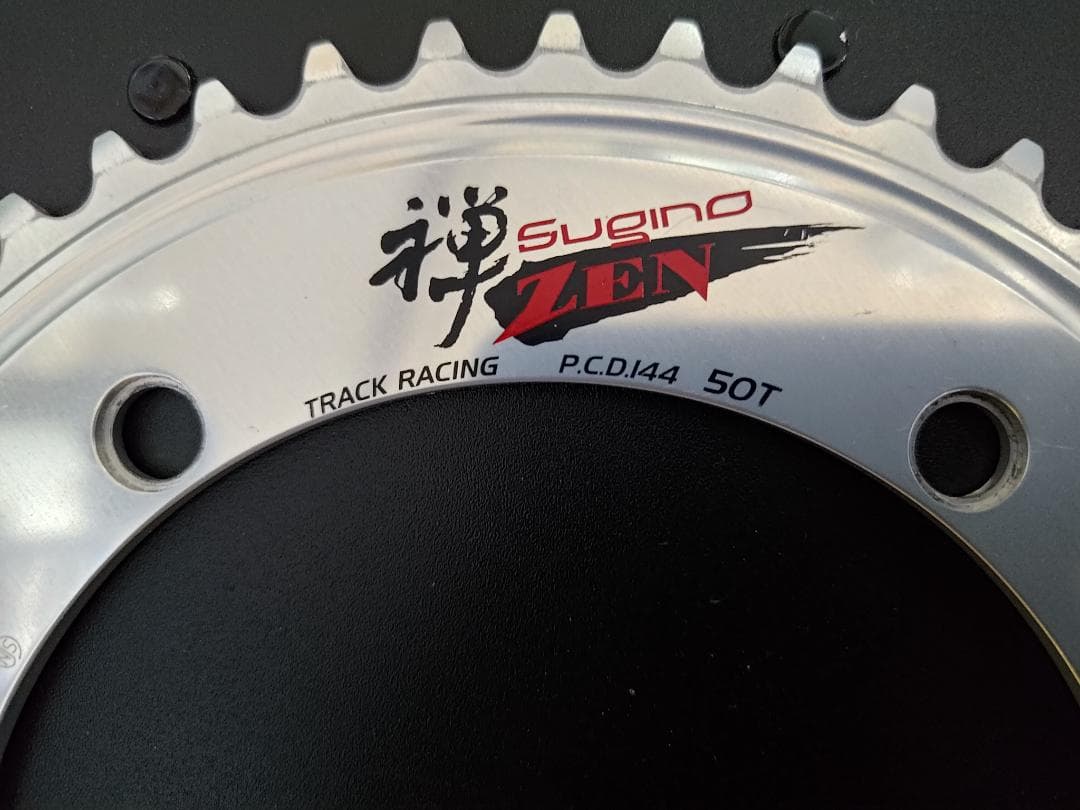 禅 Sugino
ZEN
TRACK RACING P.C.D.144 50T